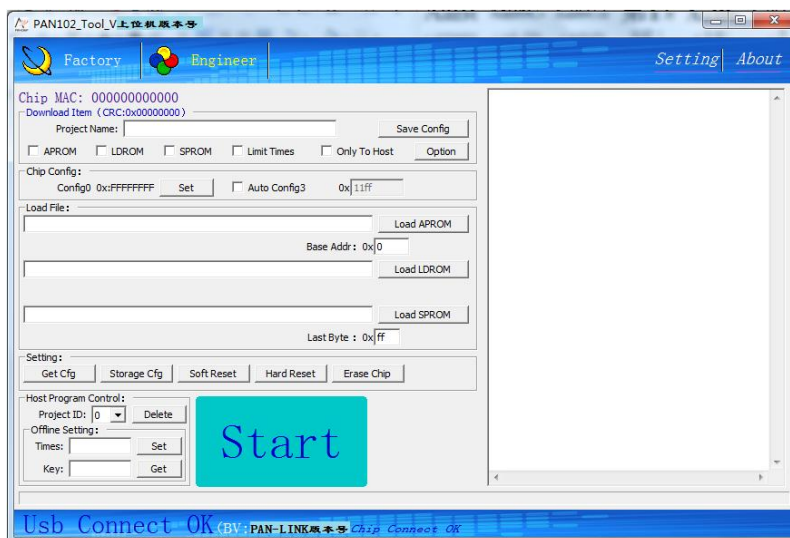 PAN102_Tool_V上位机版本号
Factory Engineer Setting About
Chip MAC: 000000000000
Download Item (CRC:0x00000000)
Project Name: Save Config
APROM LDROM SPROM Limit Times Only To Host Option
Chip Config:
Config0 0x:FFFFFFFF Set Auto Config3 0x 11ff
Load File:
Load APROM
Base Addr: 0x 0
Load LDROM
Load SPROM
Last Byte : 0x ff
Setting:
Get Cfg Storage Cfg Soft Reset Hard Reset Erase Chip
Host Program Control:
Project ID: 0 Delete
Offline Setting:
Times: Set
Key: Get
Start
Usb Connect OK (BV:PAN-LINK版本号 Chip Connect OK